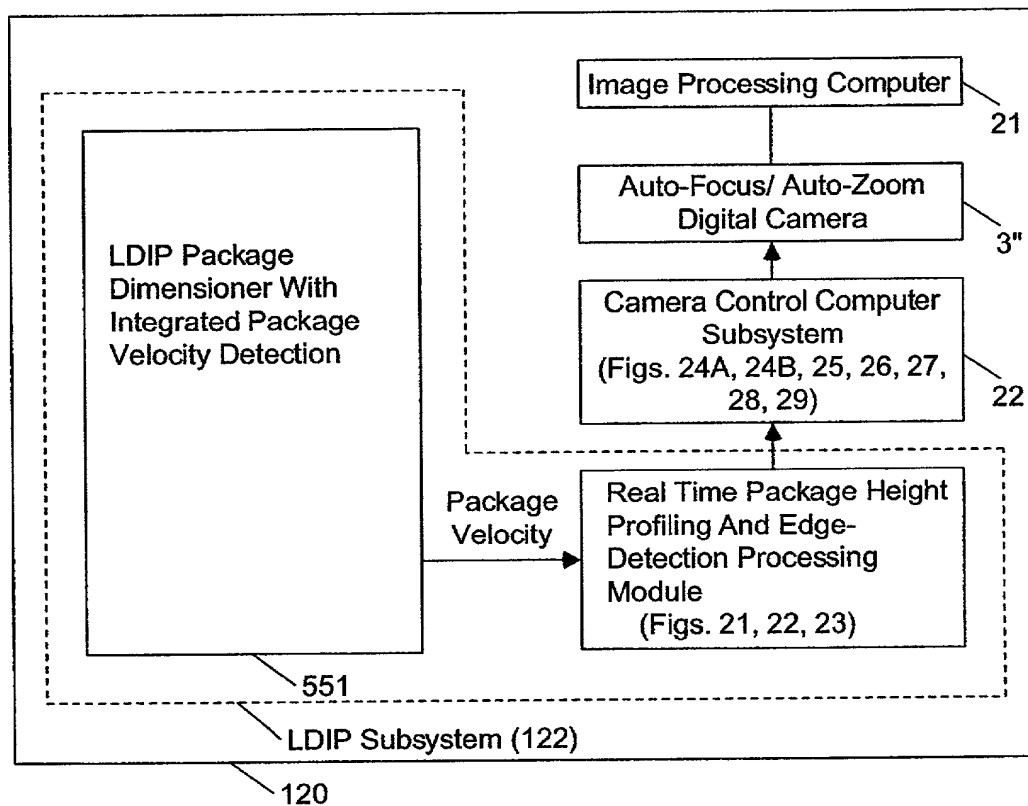 Image Processing Computer
21
Auto-Focus/ Auto-Zoom
Digital Camera
3"
LDIP Package
Dimensioner With
Integrated Package
Velocity Detection
Camera Control Computer
Subsystem
(Figs. 24A, 24B, 25, 26, 27,
28, 29)
22
Package
Velocity
Real Time Package Height
Profiling And Edge-
Detection Processing
Module
(Figs. 21, 22, 23)
551
LDIP Subsystem (122)
120